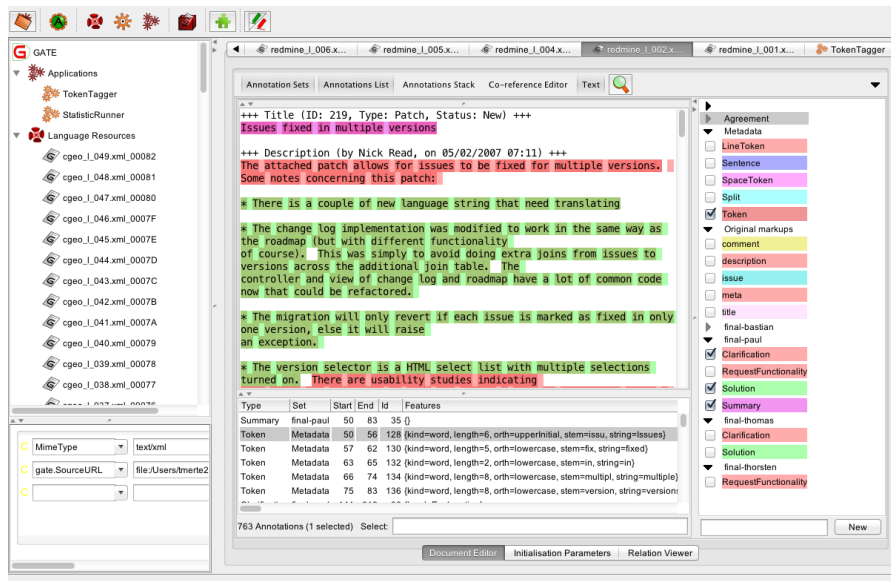 GATE
Applications
TokenTagger
StatisticRunner
Language Resources
cgeo_l_049.xml_00082
cgeo_l_048.xml_00081
cgeo_l_047.xml_00080
cgeo_l_046.xml_0007F
cgeo_l_045.xml_0007E
cgeo_l_044.xml_0007D
cgeo_l_043.xml_0007C
cgeo_l_042.xml_0007B
cgeo_l_041.xml_0007A
cgeo_l_040.xml_00079
cgeo_l_039.xml_00078
cgeo_l_038.xml_00077
C MimeType text/xml
C gate.SourceURL file:/Users/tmerte2
C
redmine_l_006.x... redmine_l_005.x... redmine_l_004.x... redmine_l_002.x... redmine_l_001.x... TokenTagger
Annotation Sets Annotations List Annotations Stack Co-reference Editor Text
+++ Title (ID: 219, Type: Patch, Status: New) +++
Issues fixed in multiple versions
+++ Description (by Nick Read, on 05/02/2007 07:11) +++
The attached patch allows for issues to be fixed for multiple versions.
Some notes concerning this patch:
* There is a couple of new language string that need translating
* The change log implementation was modified to work in the same way as
the roadmap (but with different functionality
of course). This was simply to avoid doing extra joins from issues to
versions across the additional join table. The
controller and view of change log and roadmap have a lot of common code
now that could be refactored.
* The migration will only revert if each issue is marked as fixed in only
one version, else it will raise
an exception.
* The version selector is a HTML select list with multiple selections
turned on. There are usability studies indicating
Type Set Start End Id Features
Summary final-paul 50 83 35 {}
Token Metadata 50 56 128 {kind=word, length=6, orth=upperInitial, stem=issu, string=Issues}
Token Metadata 57 62 130 {kind=word, length=5, orth=lowercase, stem=fix, string=fixed}
Token Metadata 63 65 132 {kind=word, length=2, orth=lowercase, stem=in, string=in}
Token Metadata 66 74 134 {kind=word, length=8, orth=lowercase, stem=multipl, string=multiple}
Token Metadata 75 83 136 {kind=word, length=8, orth=lowercase, stem=version, string=versions
763 Annotations (1 selected) Select:
Document Editor Initialisation Parameters Relation Viewer
Agreement
Metadata
LineToken
Sentence
SpaceToken
Split
Token
Original markups
comment
description
issue
meta
title
final-bastian
final-paul
Clarification
RequestFunctionality
Solution
Summary
final-thomas
Clarification
Solution
final-thorsten
RequestFunctionality
New